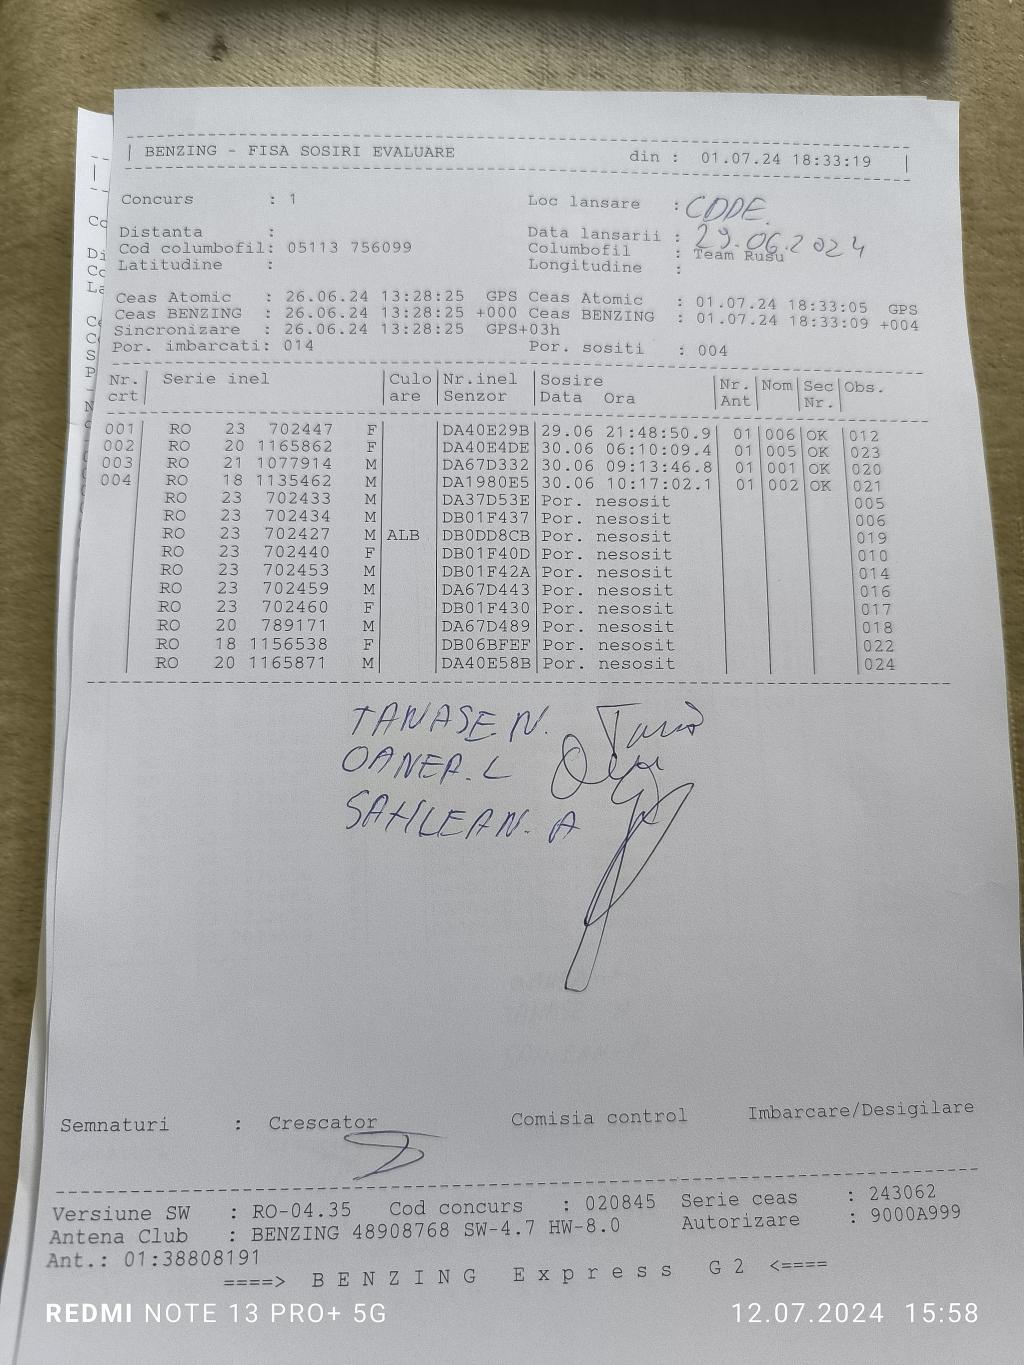 | BENZING - FISA SOSIRI EVALUARE din : 01.07.24 18:33:19 |
Concurs : 1 Loc lansare : CDDE.
Distanta : Data lansarii : 29.06.2024
Cod columbofil: 05113 756099 Columbofil : Team Rusu
Latitudine : Longitudine :
Ceas Atomic : 26.06.24 13:28:25 GPS Ceas Atomic : 01.07.24 18:33:05 GPS
Ceas BENZING : 26.06.24 13:28:25 +000 Ceas BENZING : 01.07.24 18:33:09 +004
Sincronizare : 26.06.24 13:28:25 GPS+03h
Por. imbarcati: 014 Por. sositi : 004
Nr. | Serie inel |Culo |Nr.inel |Sosire |Nr. |Nom |Sec |Obs.
crt| |are |Senzor |Data Ora |Ant | |Nr. |
001 RO 23 702447 F DA40E29B 29.06 21:48:50.9 01 006 OK 012
002 RO 20 1165862 F DA40E4DE 30.06 06:10:09.4 01 005 OK 023
003 RO 21 1077914 M DA67D332 30.06 09:13:46.8 01 001 OK 020
004 RO 18 1135462 M DA1980E5 30.06 10:17:02.1 01 002 OK 021
RO 23 702433 M DA37D53E Por. nesosit 005
RO 23 702434 M DB01F437 Por. nesosit 006
RO 23 702427 M ALB DB0DD8CB Por. nesosit 019
RO 23 702440 F DB01F40D Por. nesosit 010
RO 23 702453 M DB01F42A Por. nesosit 014
RO 23 702459 M DA67D443 Por. nesosit 016
RO 23 702460 F DB01F430 Por. nesosit 017
RO 20 789171 M DA67D489 Por. nesosit 018
RO 18 1156538 F DB06BFEF Por. nesosit 022
RO 20 1165871 M DA40E58B Por. nesosit 024
TANASE. N.
OANEA. L
SAHLEAN. A
Semnaturi : Crescator Comisia control Imbarcare/Desigilare
Versiune SW : RO-04.35 Cod concurs : 020845 Serie ceas : 243062
Antena Club : BENZING 48908768 SW-4.7 HW-8.0 Autorizare : 9000A999
Ant.: 01:38808191
====> B E N Z I N G E x p r e s s G 2 <====
REDMI NOTE 13 PRO+ 5G 12.07.2024 15:58